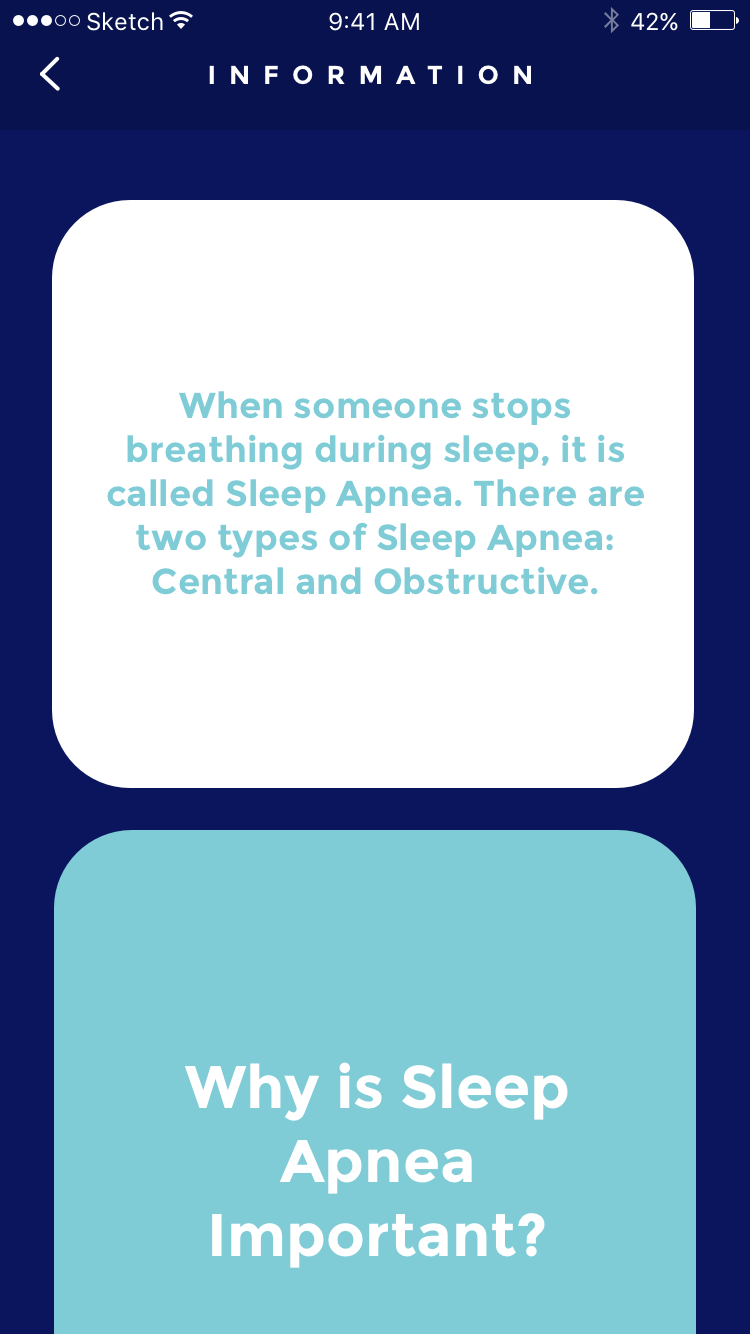 Sketch 9:41 AM 42%
INFORMATION
When someone stops
breathing during sleep, it is
called Sleep Apnea. There are
two types of Sleep Apnea:
Central and Obstructive.
Why is Sleep
Apnea
Important?